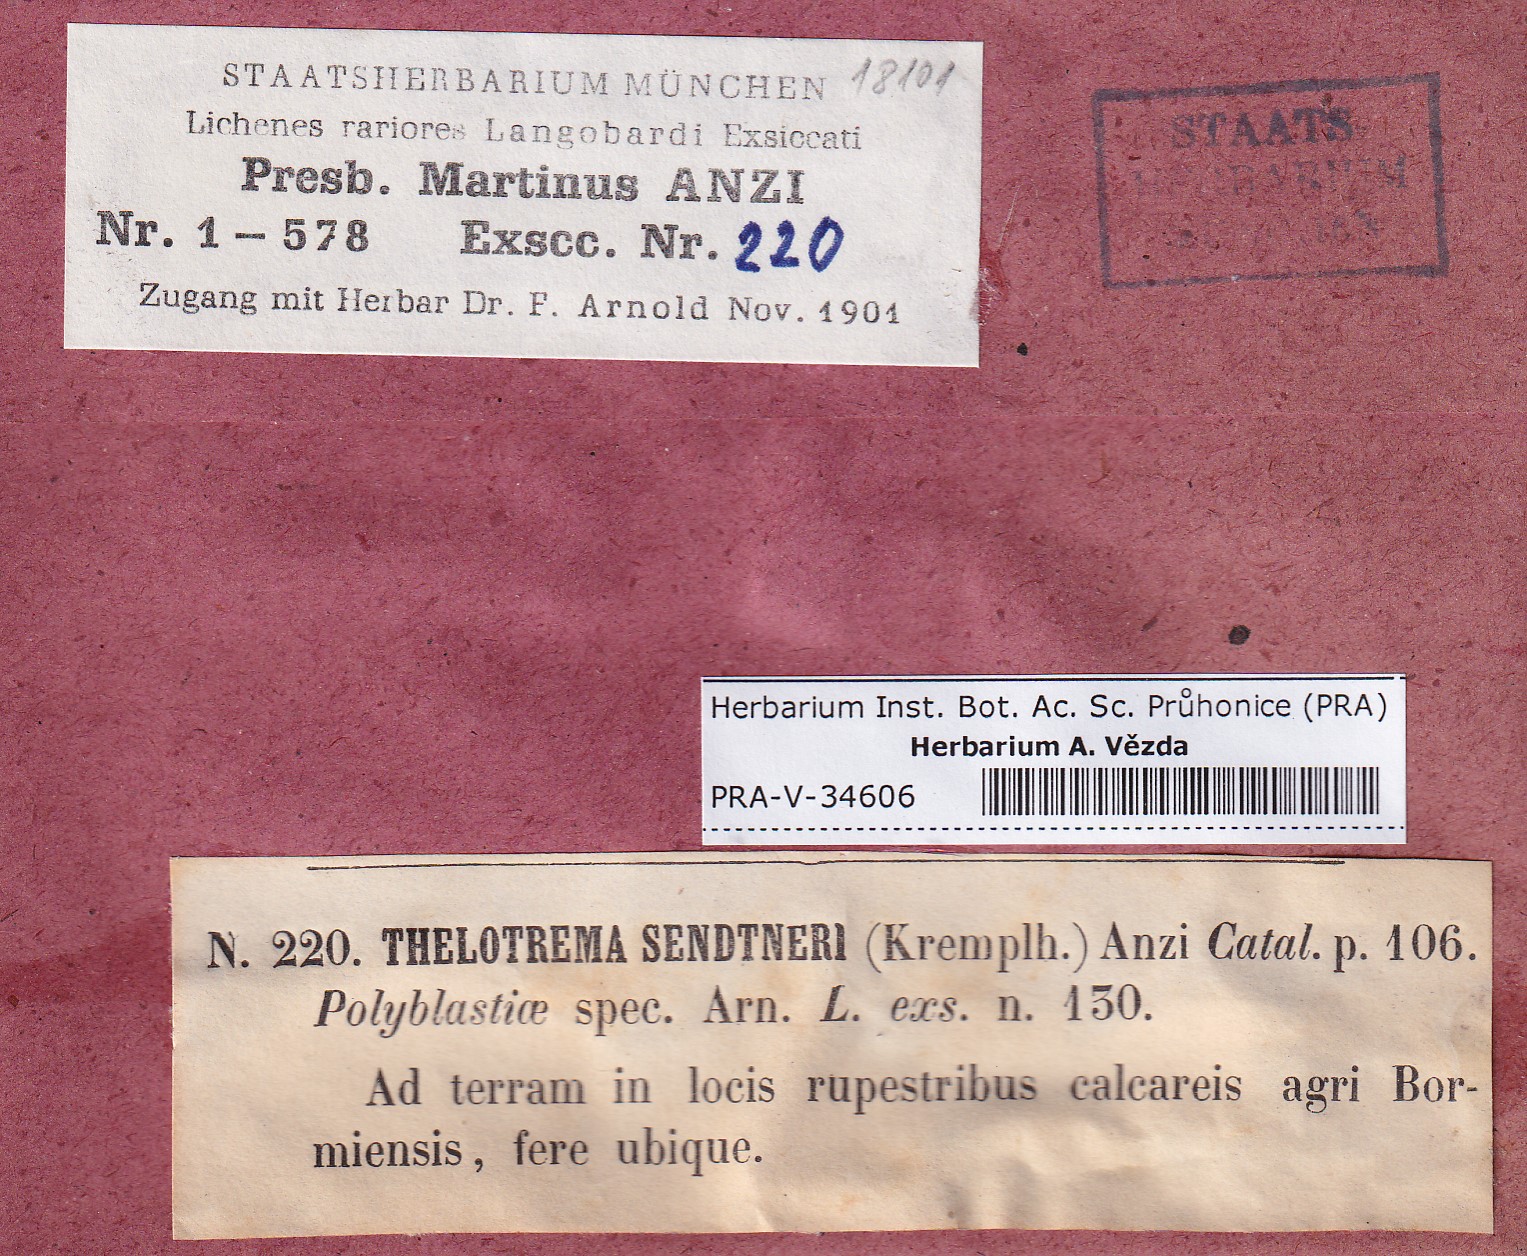 STAATSHERBARIUM MÜNCHEN 18101
Lichenes rariores Langobardi Exsiccati
Presb. Martinus ANZI
Nr. 1 – 578 Exscc. Nr. 220
Zugang mit Herbar Dr. F. Arnold Nov. 1901
STAATS
Herbarium Inst. Bot. Ac. Sc. Průhonice (PRA)
Herbarium A. Vězda
PRA-V-34606
N. 220. THELOTREMA SENDTNERI (Kremplh.) Anzi Catal. p. 106.
Polyblastiæ spec. Arn. L. exs. n. 130.
Ad terram in locis rupestribus calcareis agri Bor-
miensis, fere ubique.